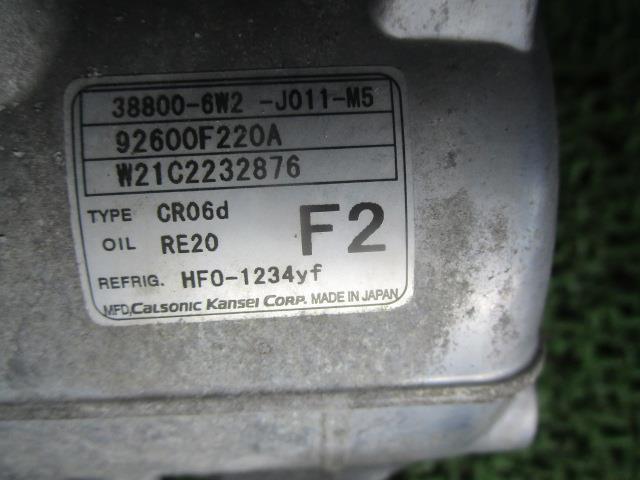 38800-6W2 -J011-M5
92600F220A
W21C2232876
TYPE CR06d
OIL RE20
F2
REFRIG. HFO-1234yf
MFD. CALSONIC KANSEI CORP. MADE IN JAPAN